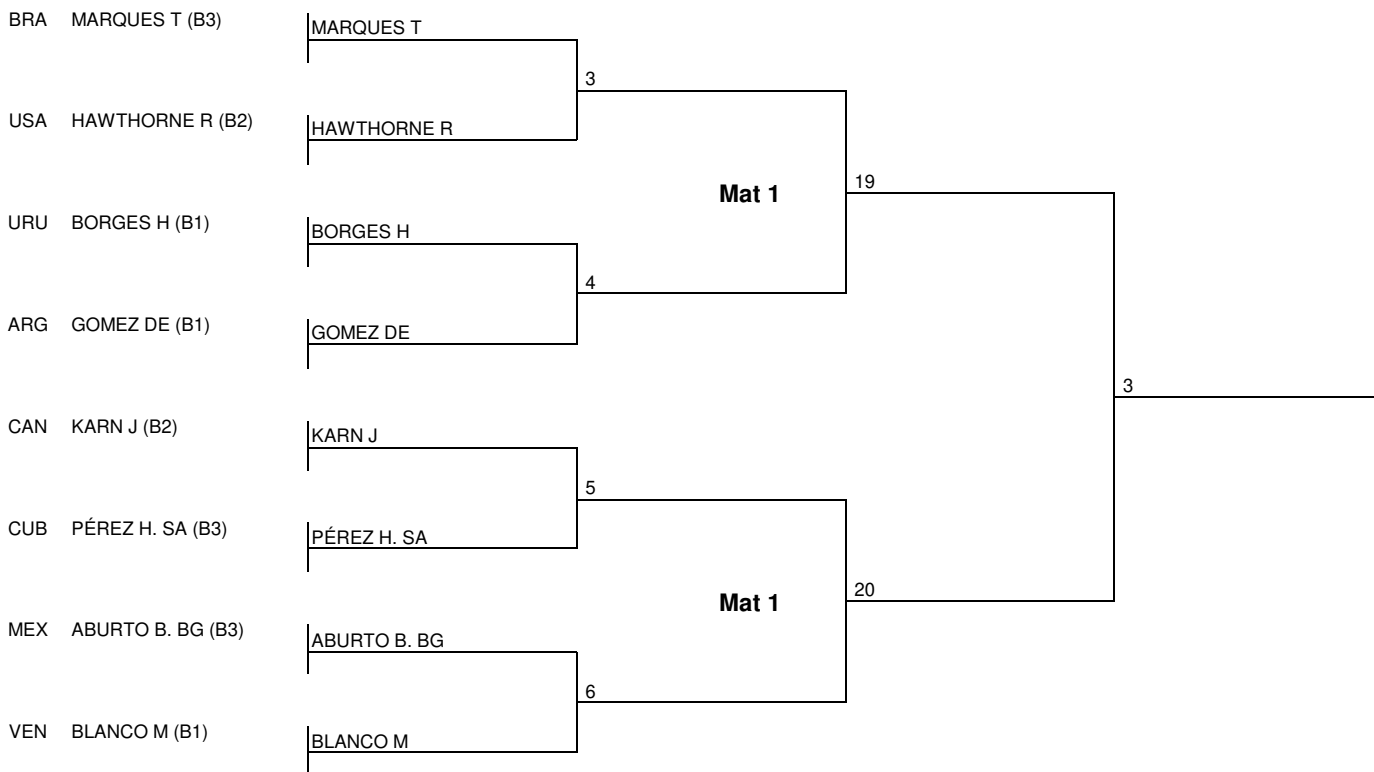 BRA MARQUES T (B3) MARQUES T
3
USA HAWTHORNE R (B2) HAWTHORNE R
Mat 1 19
URU BORGES H (B1) BORGES H
4
ARG GOMEZ DE (B1) GOMEZ DE
3
CAN KARN J (B2) KARN J
5
CUB PÉREZ H. SA (B3) PÉREZ H. SA
Mat 1 20
MEX ABURTO B. BG (B3) ABURTO B. BG
6
VEN BLANCO M (B1) BLANCO M